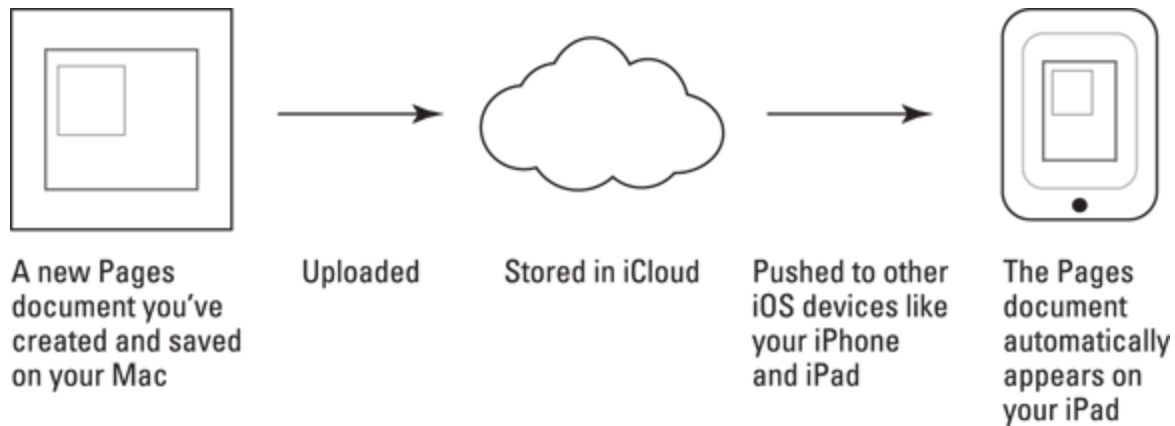 A new Pages
document you've
created and saved
on your Mac
Uploaded
Stored in iCloud
Pushed to other
iOS devices like
your iPhone
and iPad
The Pages
document
automatically
appears on
your iPad